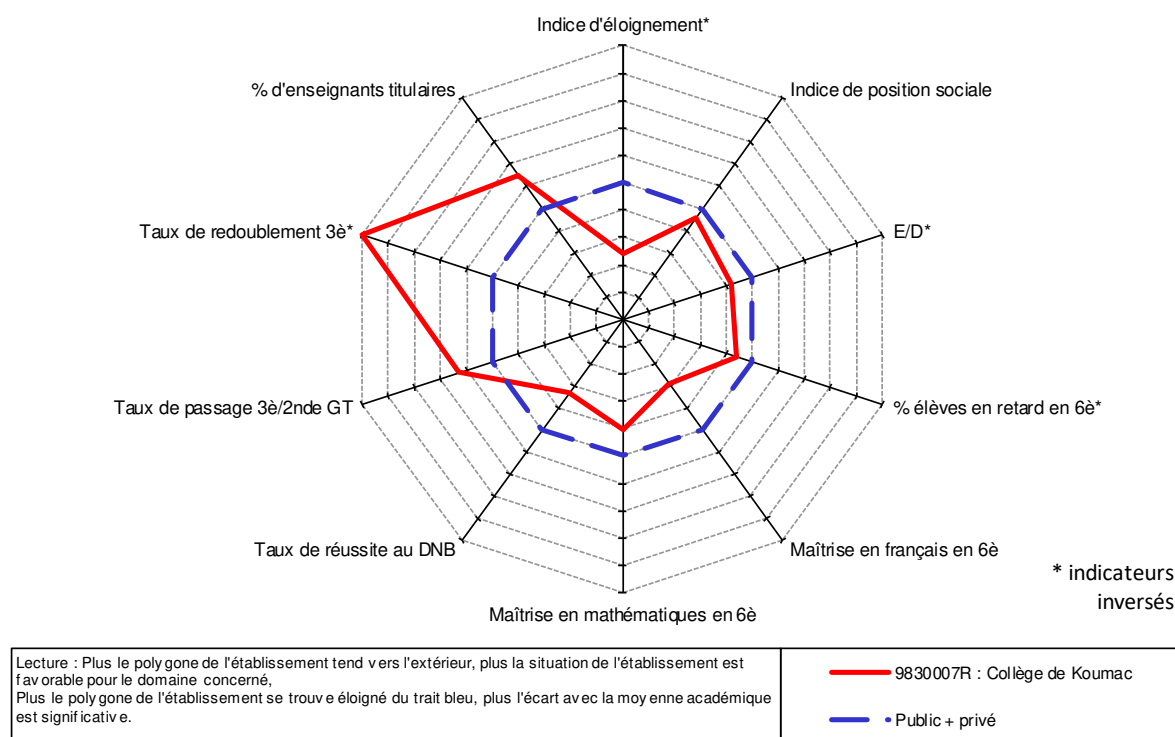 Indice d'éloignement*
% d'enseignants titulaires
Indice de position sociale
Taux de redoublement 3è*
E/D*
Taux de passage 3è/2nde GT
% élèves en retard en 6è*
Taux de réussite au DNB
Maîtrise en français en 6è
Maîtrise en mathématiques en 6è
* indicateurs
inversés
Lecture : Plus le polygone de l'établissement tend vers l'extérieur, plus la situation de l'établissement est
favorable pour le domaine concerné,
Plus le polygone de l'établissement se trouve éloigné du trait bleu, plus l'écart avec la moyenne académique
est significative.
9830007R : Collège de Koumac
Public + privé